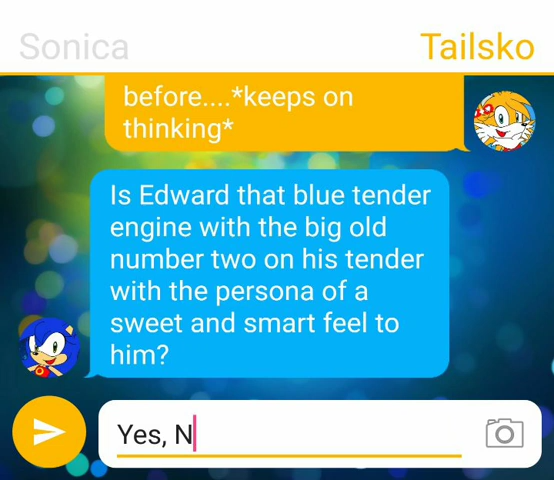 Sonica
Tailsko
before....*keeps on
thinking*
Is Edward that blue tender
engine with the big old
number two on his tender
with the persona of a
sweet and smart feel to
him?
Yes, N